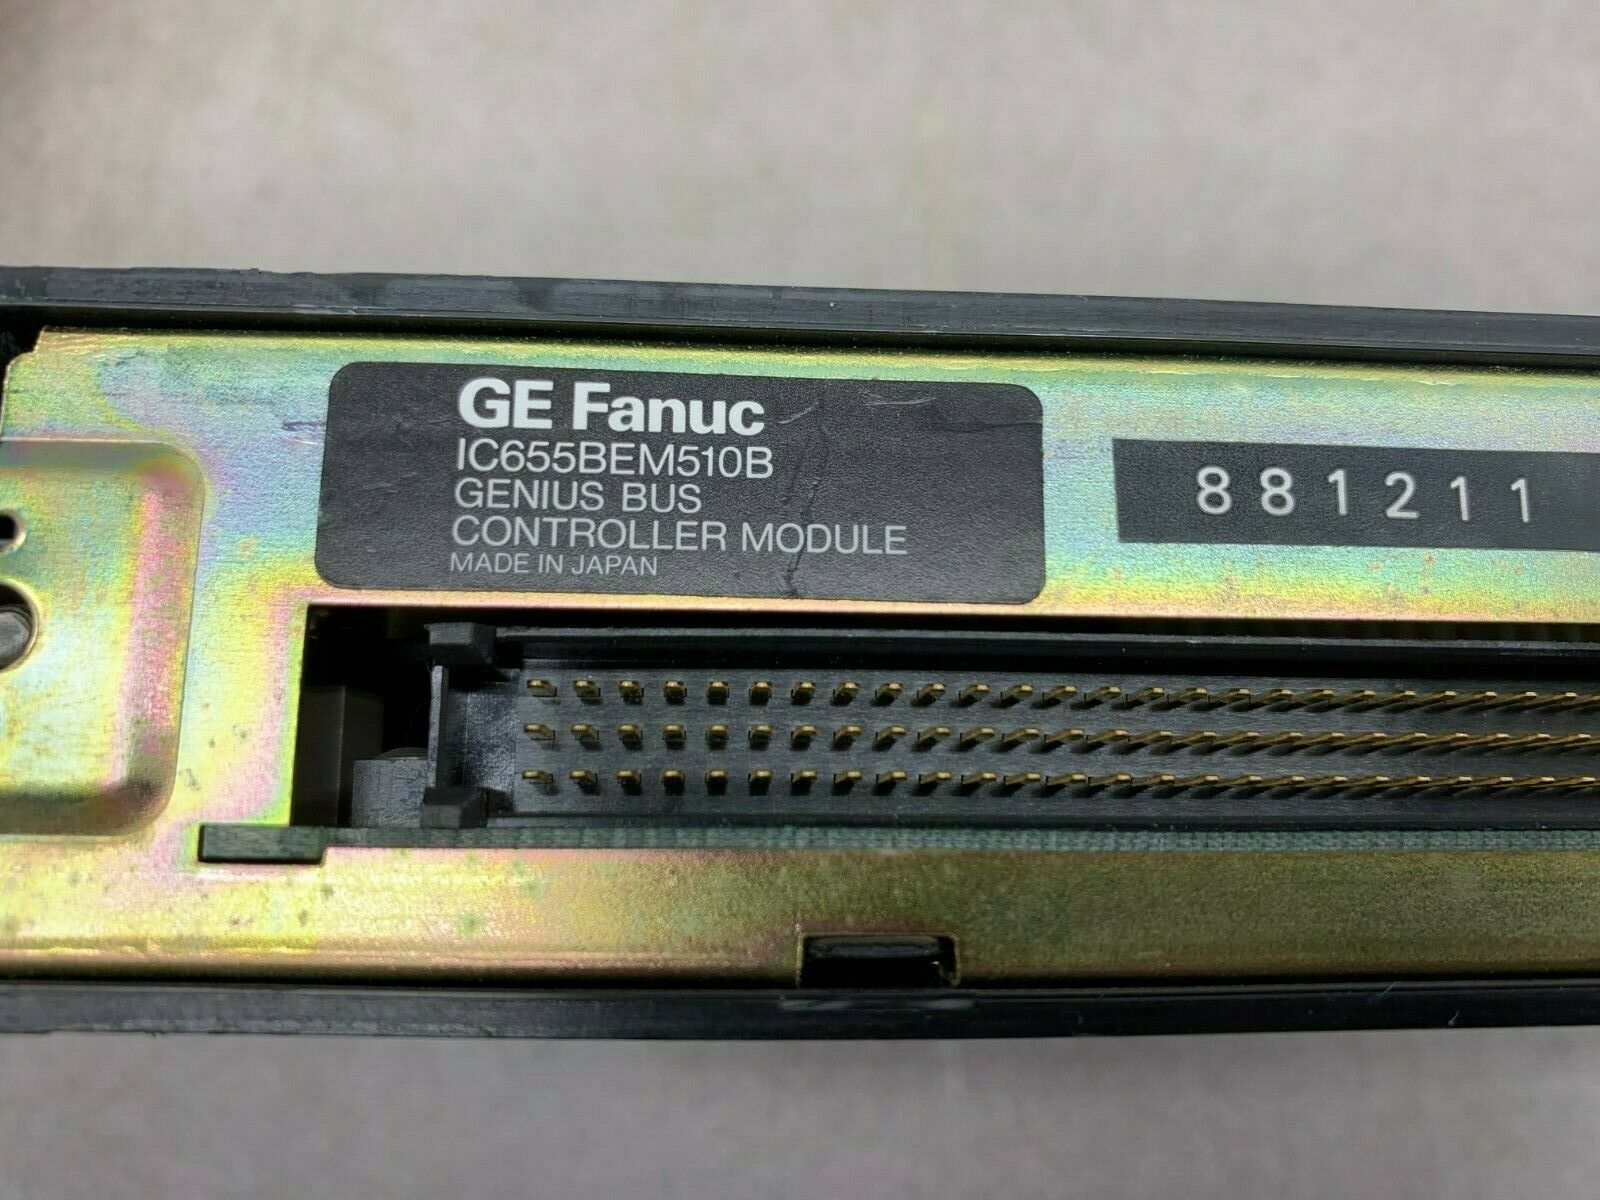 GE Fanuc
IC655BEM510B
GENIUS BUS
CONTROLLER MODULE
MADE IN JAPAN
881211